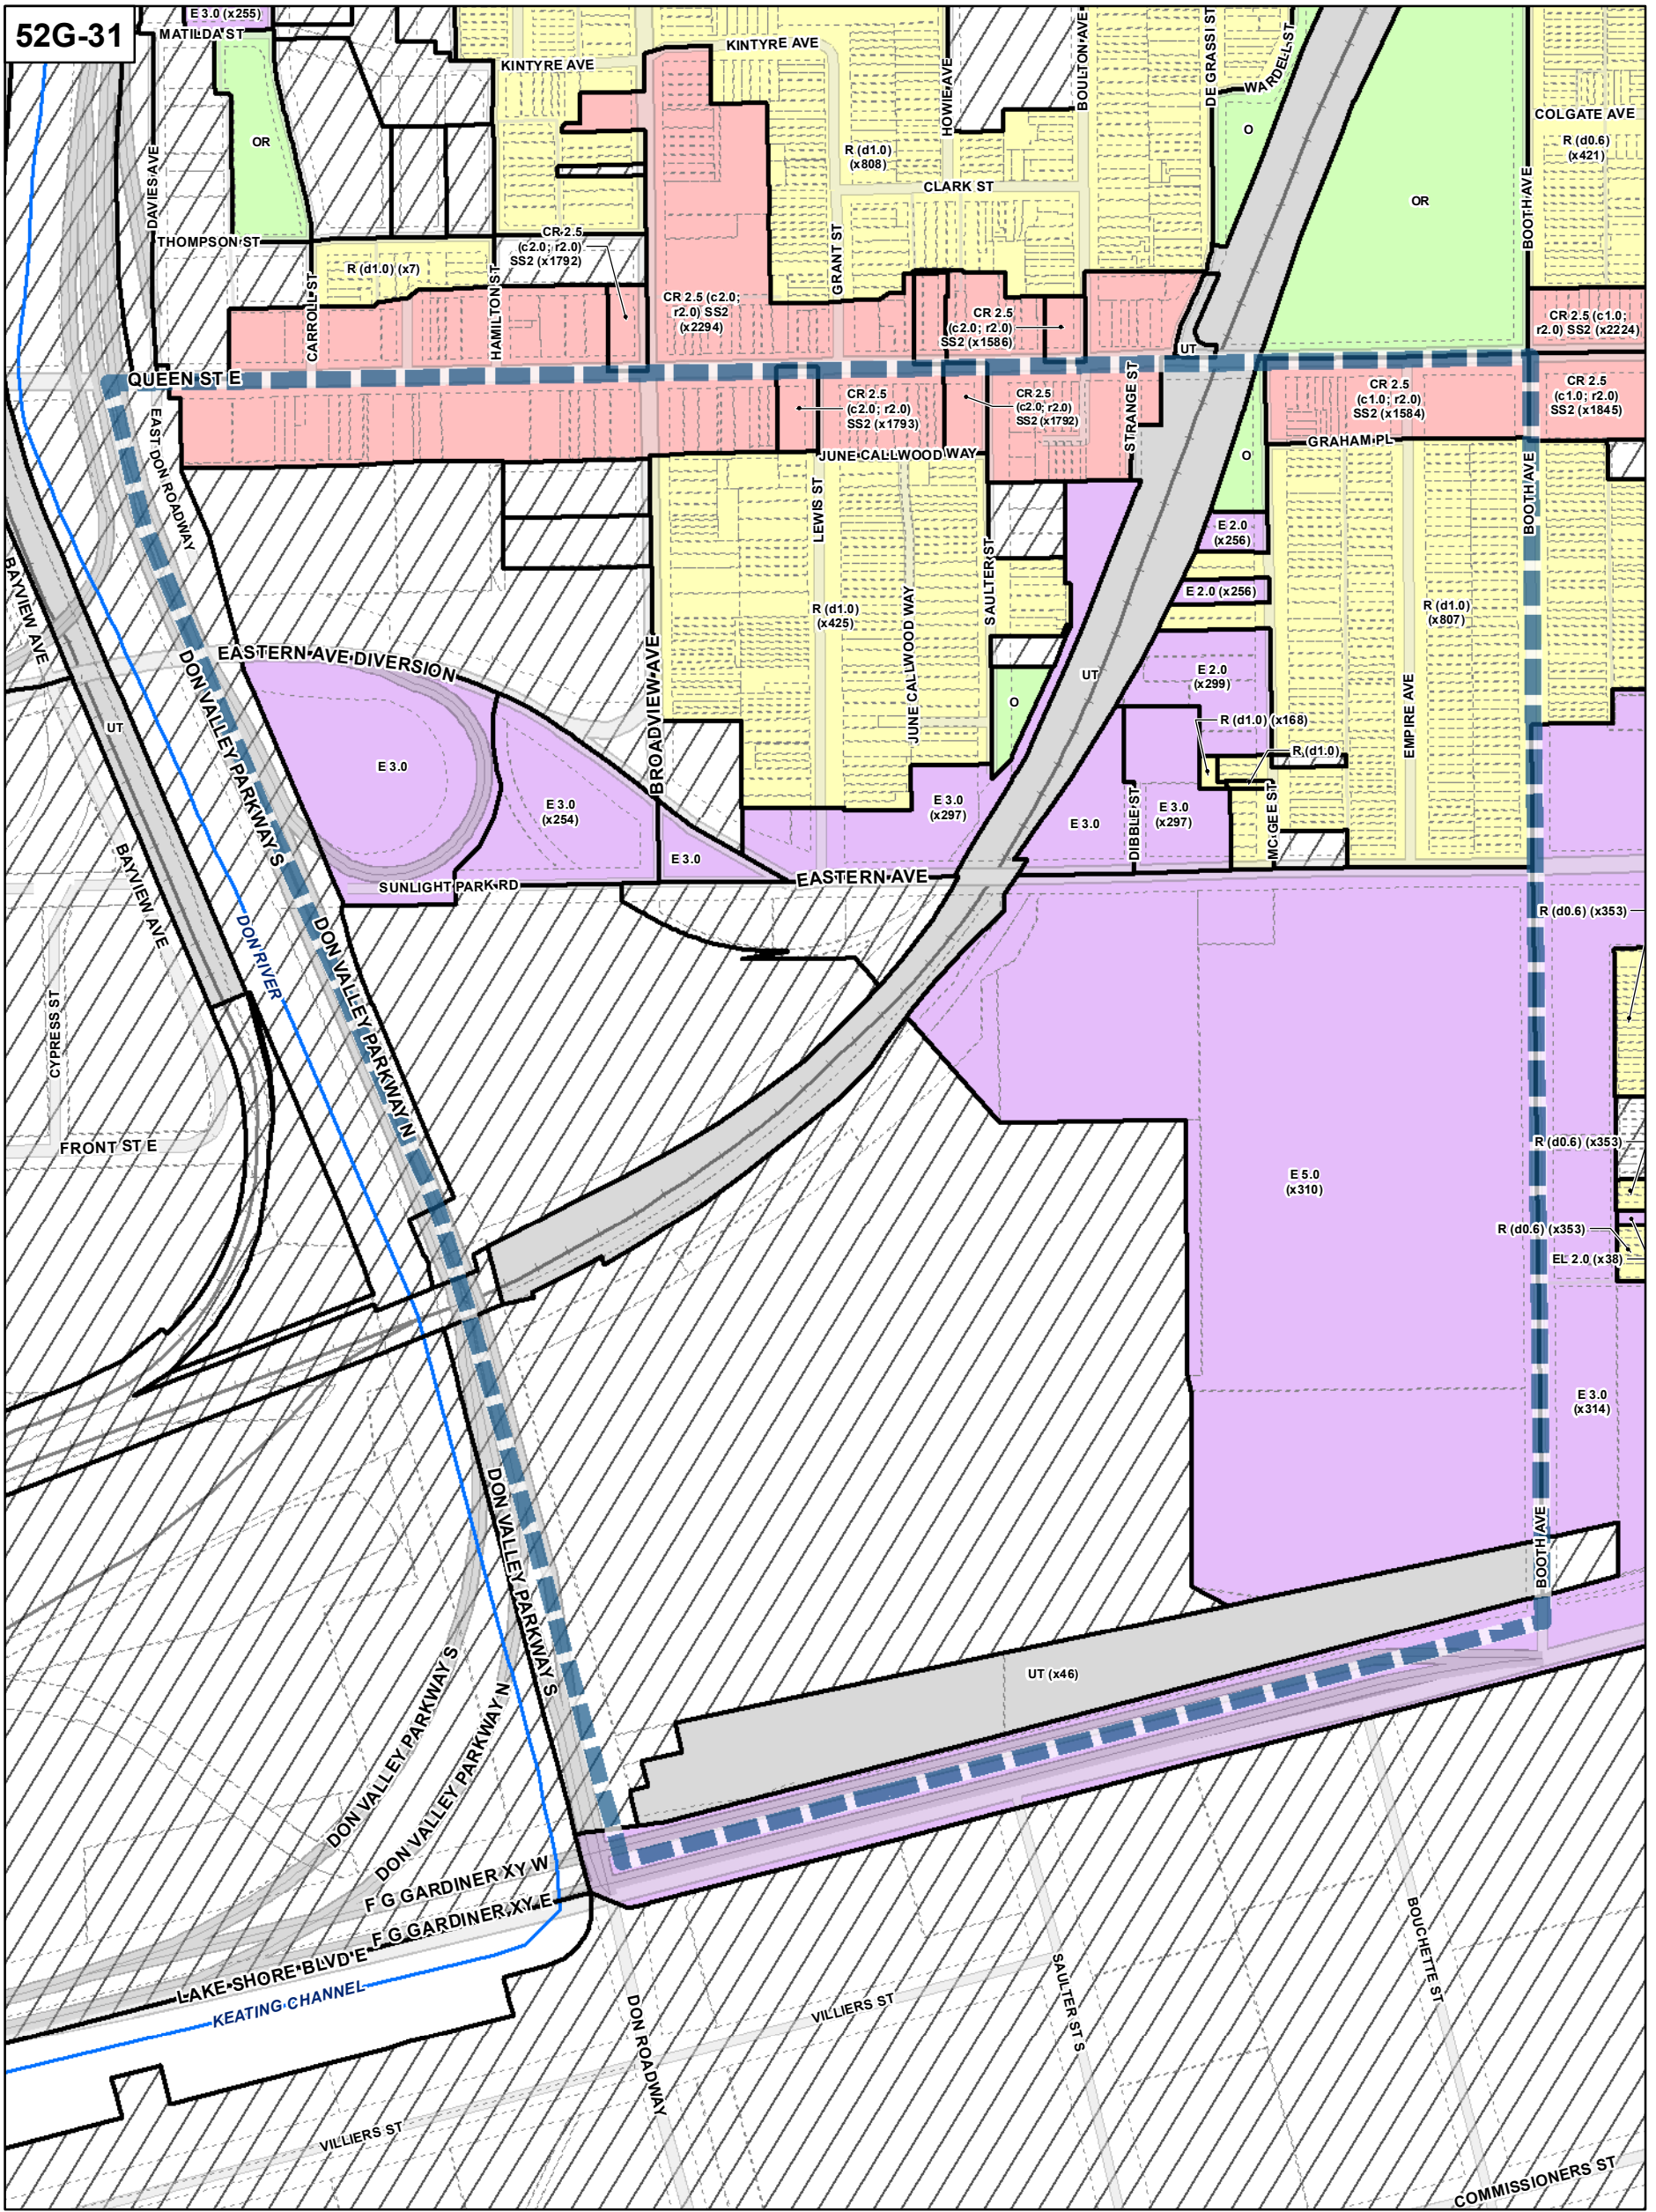 52G-31
E 3.0 (x255)
MATILDA ST
KINTYRE AVE
KINTYRE AVE
HOWIE AVE
BOULTON AVE
DE GRASSI ST
WARDELL ST
COLGATE AVE
R (d0.6)
(x421)
O
OR
OR
R (d1.0)
(x808)
CLARK ST
DAVIES AVE
BOOTH AVE
THOMPSON ST
CR 2.5
(c2.0; r2.0)
SS2 (x1792)
R (d1.0) (x7)
GRANT ST
CARROLL ST
HAMILTON ST
CR 2.5 (c2.0;
r2.0) SS2
(x2294)
CR 2.5
(c2.0; r2.0)
SS2 (x1586)
CR 2.5 (c1.0;
r2.0) SS2 (x2224)
UT
QUEEN ST E
EAST DON ROADWAY
CR 2.5
(c2.0; r2.0)
SS2 (x1793)
CR 2.5
(c2.0; r2.0)
SS2 (x1792)
STRANGE ST
CR 2.5
(c1.0; r2.0)
SS2 (x1584)
CR 2.5
(c1.0; r2.0)
SS2 (x1845)
GRAHAM PL
JUNE CALLWOOD WAY
O
BOOTH AVE
LEWIS ST
E 2.0
(x256)
SAULTER ST
E 2.0 (x256)
BAYVIEW AVE
R (d1.0)
(x425)
JUNE CALLWOOD WAY
R (d1.0)
(x807)
EASTERN AVE DIVERSION
BROADVIEW AVE
DON VALLEY PARKWAY S
UT
E 2.0
(x299)
O
EMPIRE AVE
R (d1.0) (x168)
R (d1.0)
UT
E 3.0
E 3.0
(x254)
E 3.0
(x297)
E 3.0
DIBBLE ST
E 3.0
(x297)
MC GEE ST
E 3.0
BAYVIEW AVE
SUNLIGHT PARK RD
EASTERN AVE
R (d0.6) (x353)
DON RIVER
DON VALLEY PARKWAY N
CYPRESS ST
FRONT ST E
R (d0.6) (x353)
E 5.0
(x310)
R (d0.6) (x353)
EL 2.0 (x38)
E 3.0
(x314)
DON VALLEY PARKWAY S
BOOTH AVE
UT (x46)
DON VALLEY PARKWAY S
DON VALLEY PARKWAY N
F G GARDINER XY W
F G GARDINER XY E
LAKE SHORE BLVD E
KEATING CHANNEL
BOUCHETTE ST
SAULTER ST S
VILLIERS ST
DON ROADWAY
VILLIERS ST
COMMISSIONERS ST